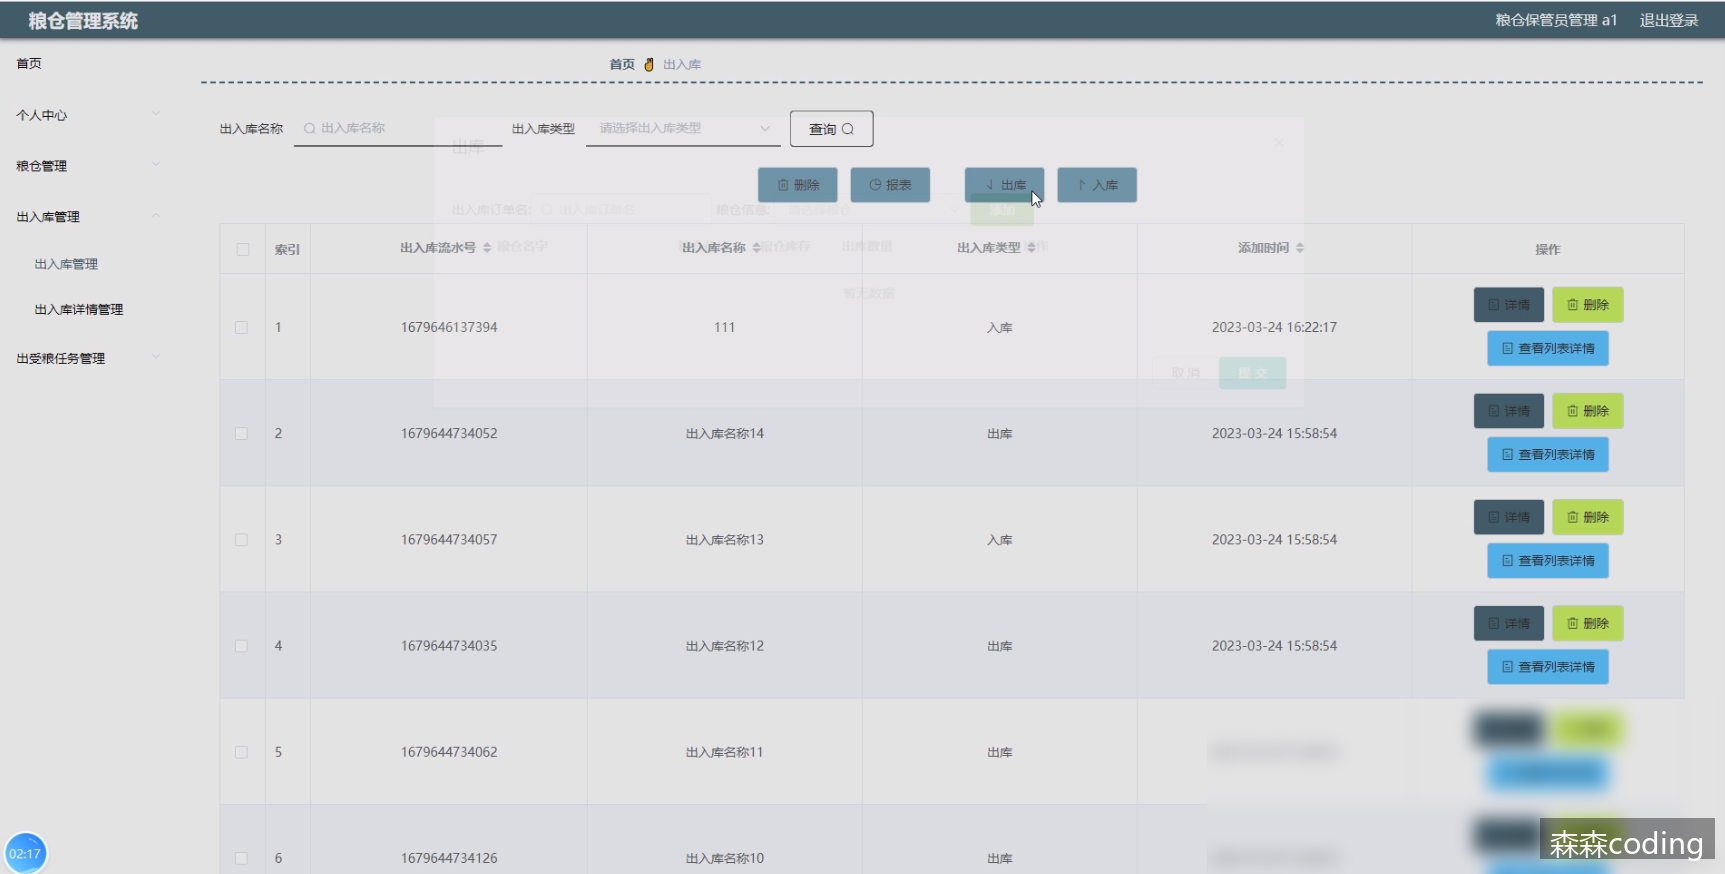 粮仓管理系统
粮仓保管员管理 a1 退出登录
首页
个人中心
粮仓管理
出入库管理
出入库管理
出入库详情管理
出受粮任务管理
首页 出入库
出入库名称 出入库名称 出入库类型 请选择出入库类型 查询
出库
删除 报表 出库 入库
出入库订单名: 出入库订单名 粮仓信息: 添加
索引 出入库流水号 出入库名称 出入库类型 添加时间 操作
粮仓名字 粮仓库存 出库数量 操作
暂无数据
1 1679646137394 111 入库 2023-03-24 16:22:17 详情 删除
查看列表详情
取消 提交
2 1679644734052 出入库名称14 出库 2023-03-24 15:58:54 详情 删除
查看列表详情
3 1679644734057 出入库名称13 入库 2023-03-24 15:58:54 详情 删除
查看列表详情
4 1679644734035 出入库名称12 出库 2023-03-24 15:58:54 详情 删除
查看列表详情
5 1679644734062 出入库名称11 出库
6 1679644734126 出入库名称10 出库
02:17
森森coding